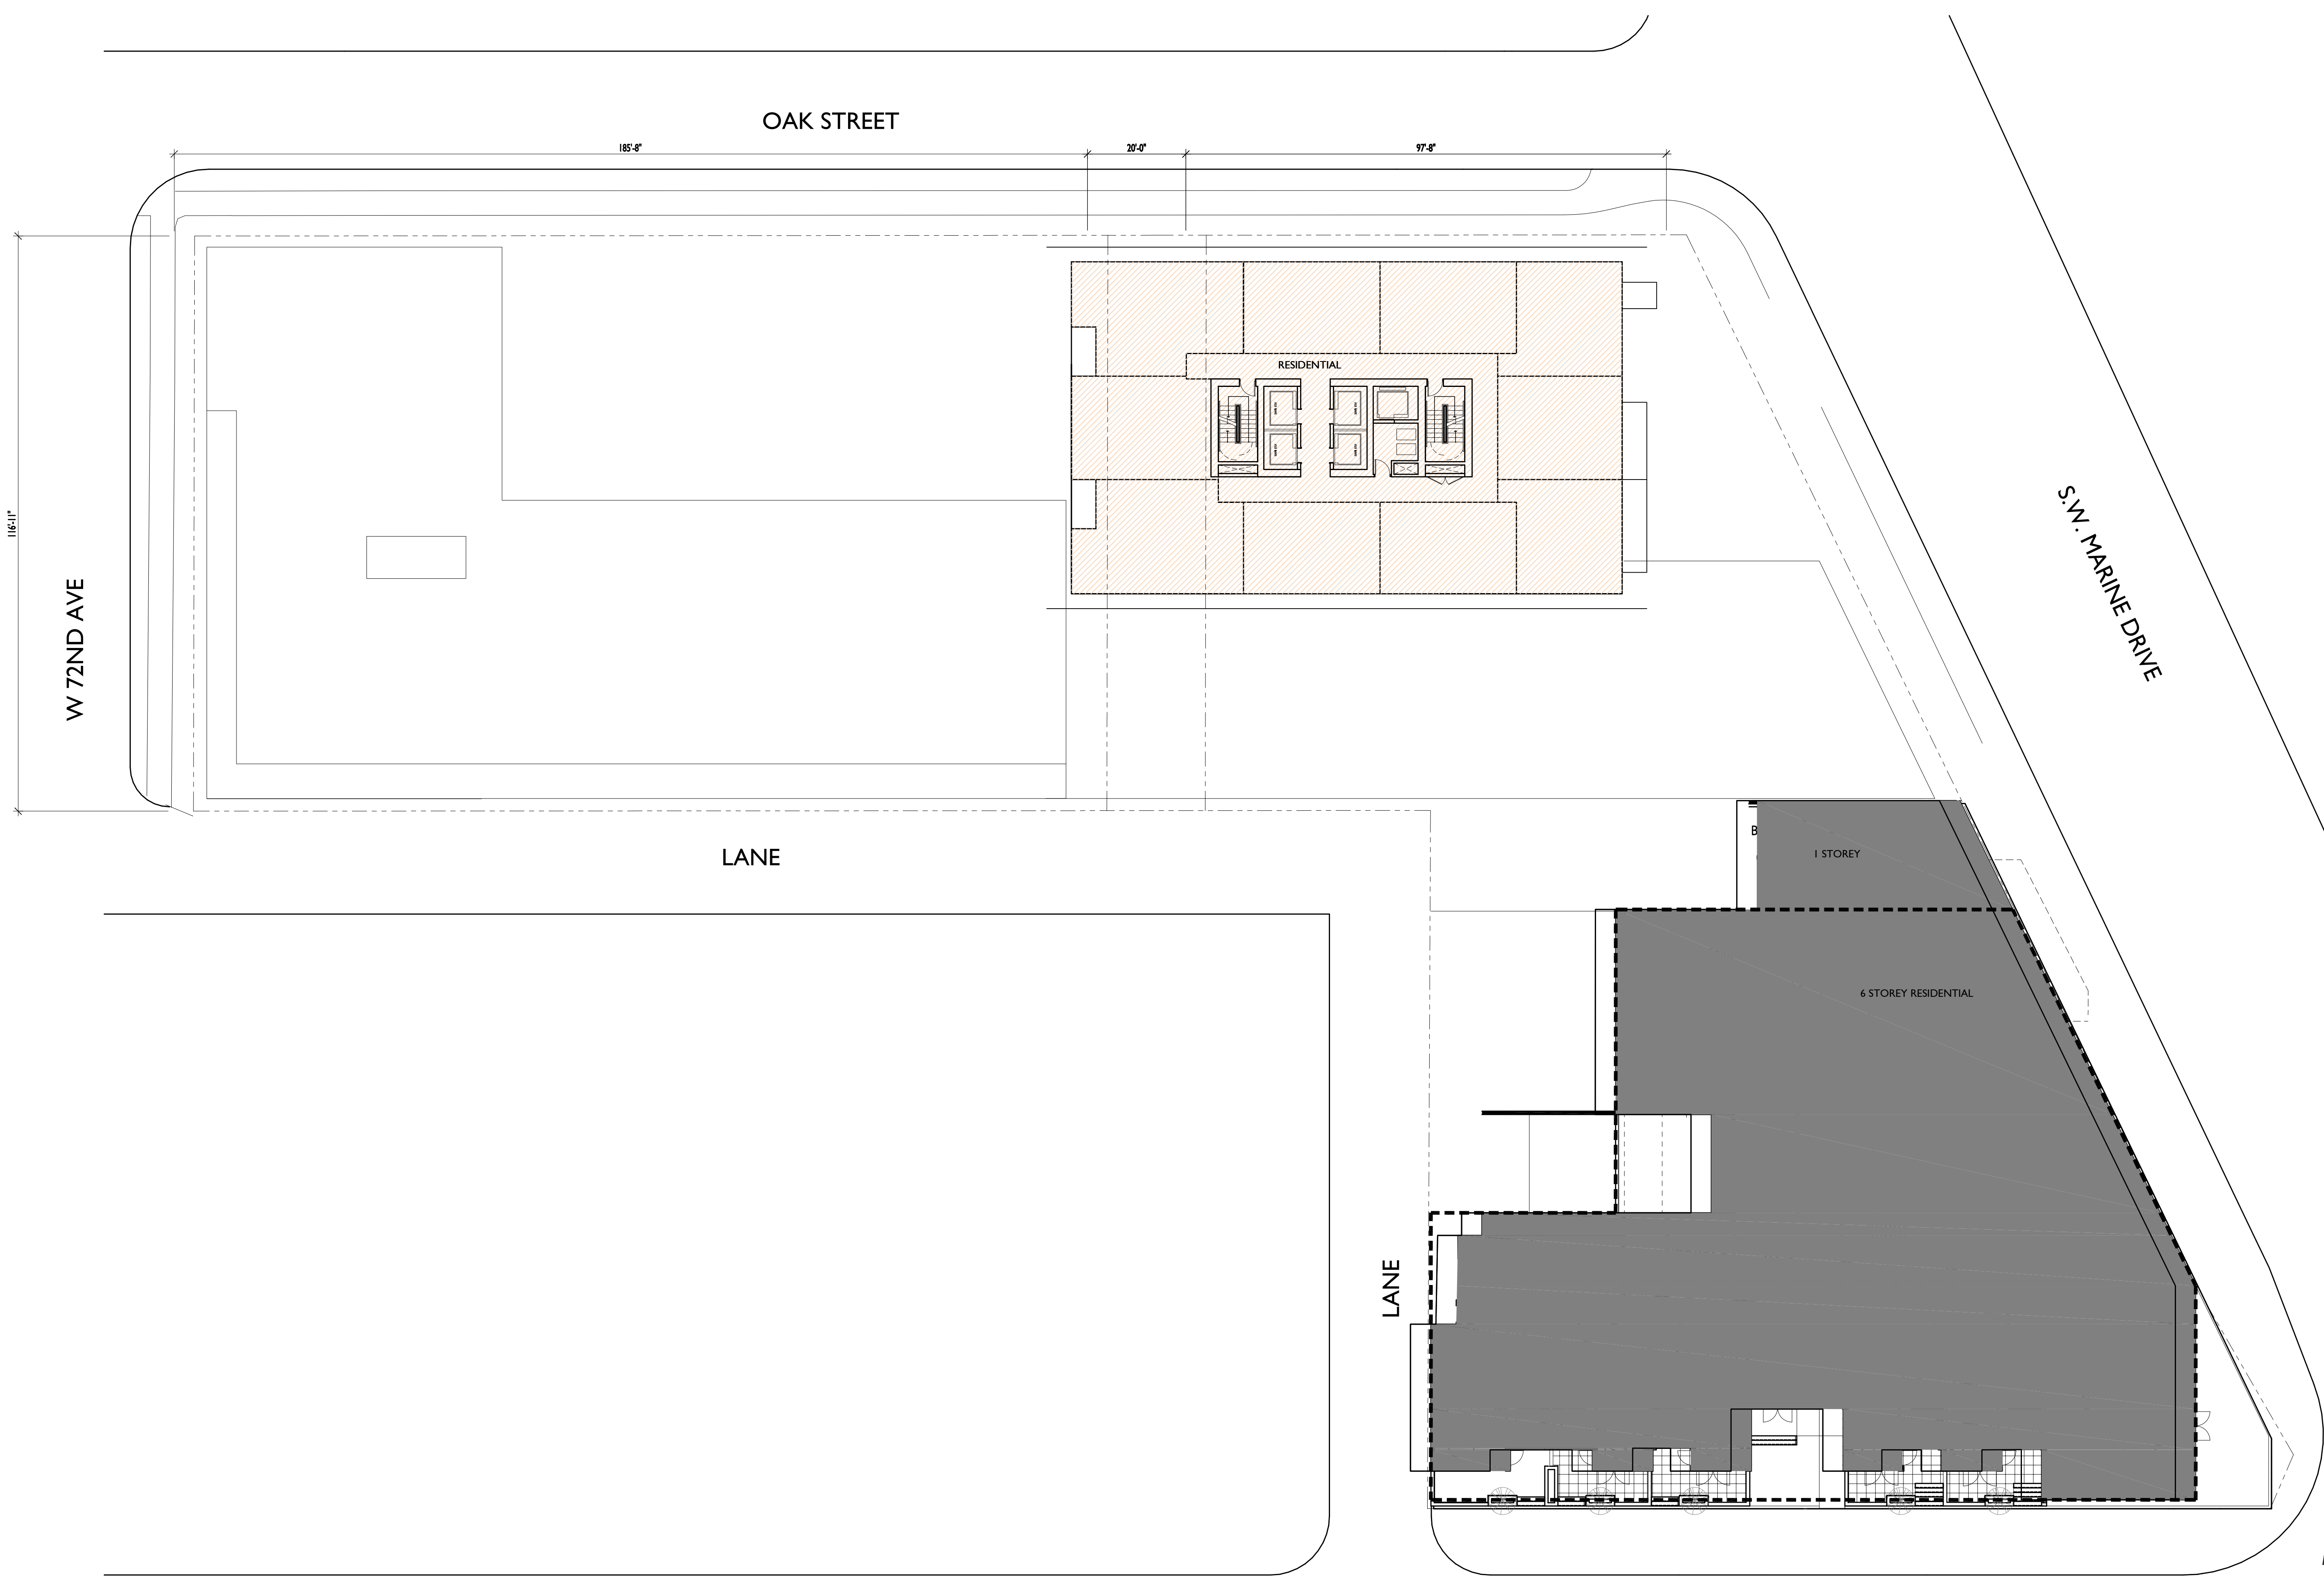 OAK STREET
185'-8"
20'-0"
97'-8"
RESIDENTIAL
116'-11"
W 72ND AVE
S.W. MARINE DRIVE
LANE
B
1 STOREY
6 STOREY RESIDENTIAL
LANE